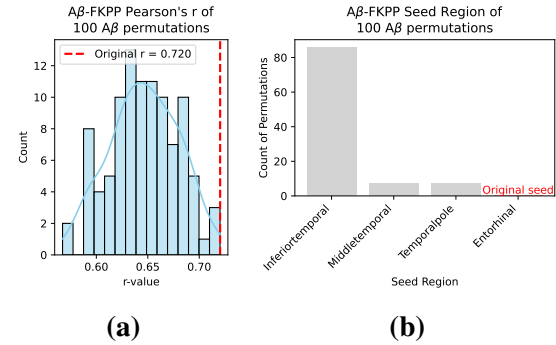 Aβ-FKPP Pearson's r of
100 Aβ permutations
Original r = 0.720
Count
12
10
8
6
4
2
0
0.60
0.65
0.70
r-value
(a)
Aβ-FKPP Seed Region of
100 Aβ permutations
Count of Permutations
80
60
40
20
0
Original seed
Inferiortemporal
Middletemporal
Temporalpole
Entorhinal
Seed Region
(b)